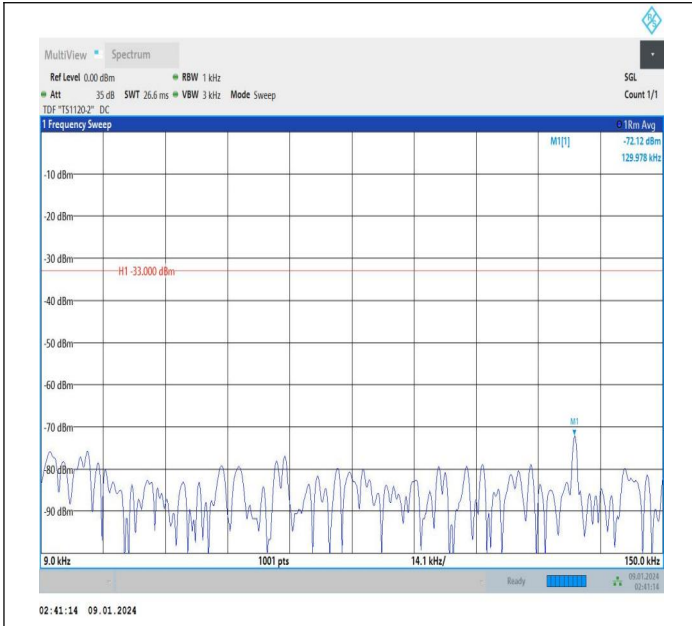 MultiView Spectrum
Ref Level 0.00 dBm RBW 1 kHz SGL
Att 35 dB SWT 26.6 ms VBW 3 kHz Mode Sweep Count 1/1
TDF "TS1120-2" DC
1 Frequency Sweep 1Rm Avg
M1[1] -72.12 dBm
129.978 kHz
-10 dBm
-20 dBm
-30 dBm
H1 -33.000 dBm
-40 dBm
-50 dBm
-60 dBm
-70 dBm
M1
-80 dBm
-90 dBm
9.0 kHz 1001 pts 14.1 kHz/ 150.0 kHz
Ready 09.01.2024
02:41:14
02:41:14 09.01.2024